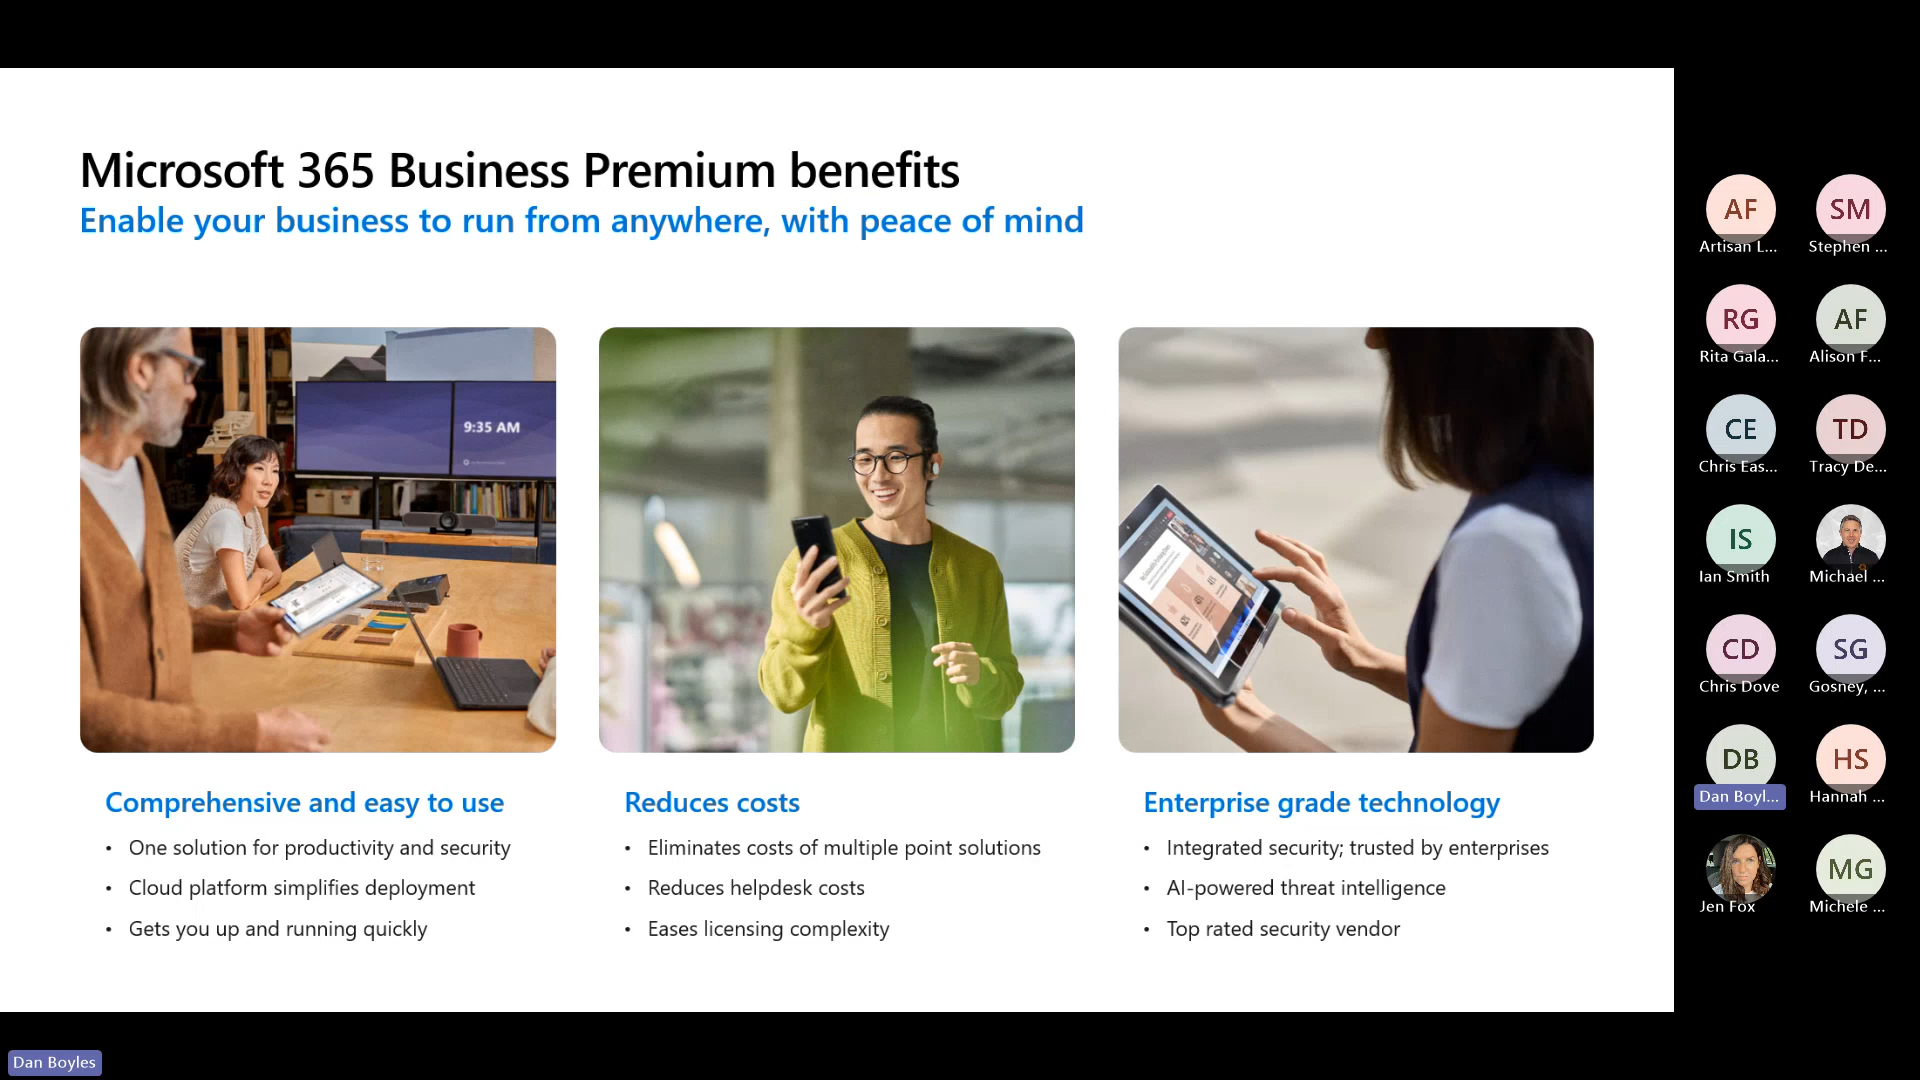 Microsoft 365 Business Premium benefits
Enable your business to run from anywhere, with peace of mind
9:35 AM
Comprehensive and easy to use
• One solution for productivity and security
• Cloud platform simplifies deployment
• Gets you up and running quickly
Reduces costs
• Eliminates costs of multiple point solutions
• Reduces helpdesk costs
• Eases licensing complexity
Enterprise grade technology
• Integrated security; trusted by enterprises
• AI-powered threat intelligence
• Top rated security vendor
AF
Artisan L...
SM
Stephen ...
RG
Rita Gala...
AF
Alison F...
CE
Chris Eas...
TD
Tracy De...
IS
Ian Smith
Michael ...
CD
Chris Dove
SG
Gosney, ...
DB
Dan Boyl...
HS
Hannah ...
Jen Fox
MG
Michele ...
Dan Boyles